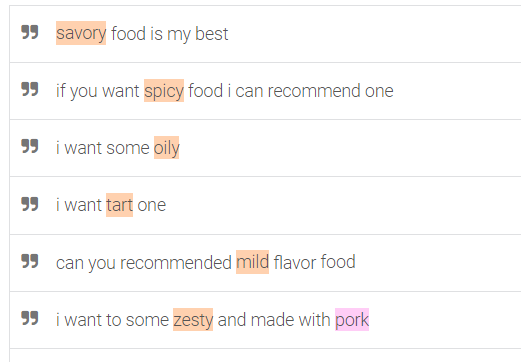 savory food is my best
if you want spicy food i can recommend one
i want some oily
i want tart one
can you recommended mild flavor food
i want to some zesty and made with pork